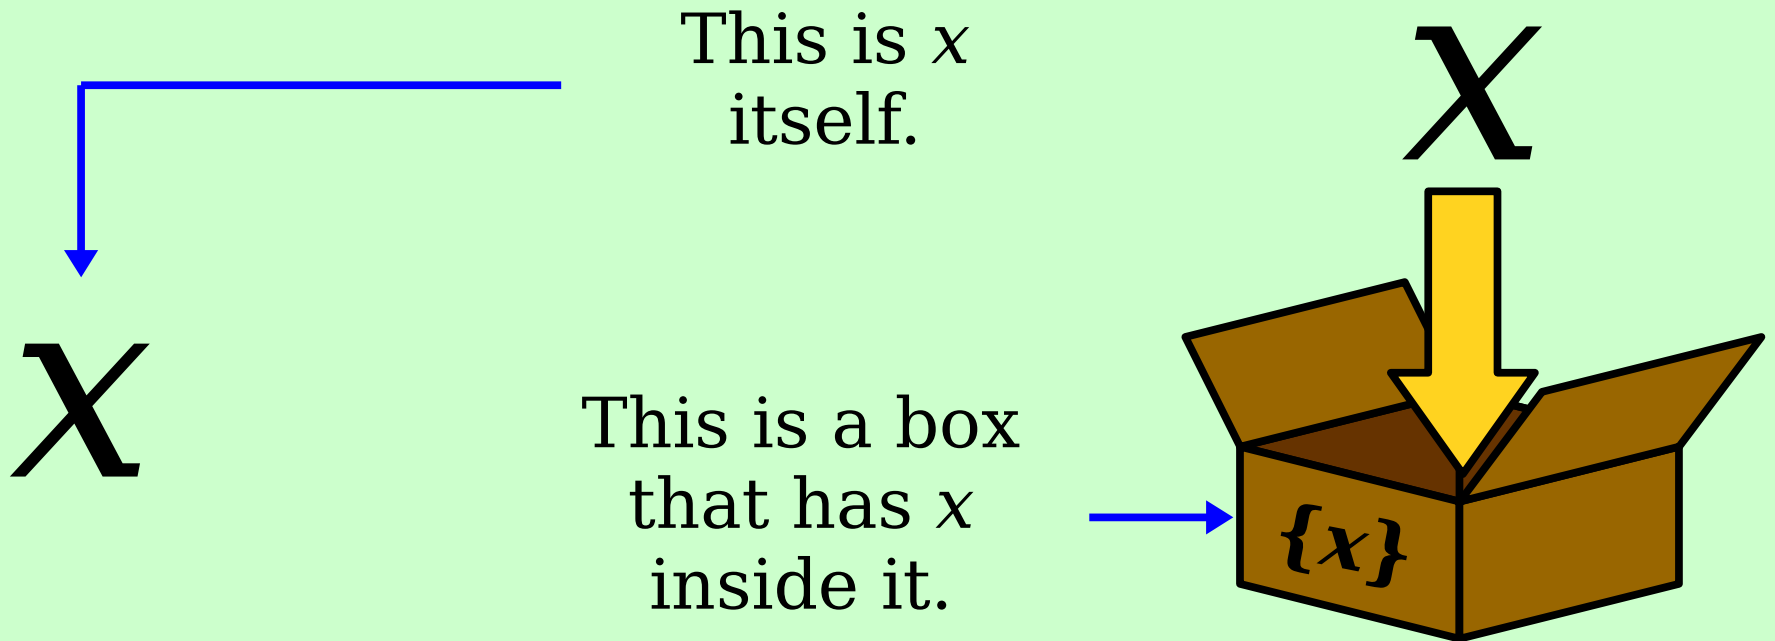 This is x
itself.
x
x
This is a box
that has x
inside it.
{x}